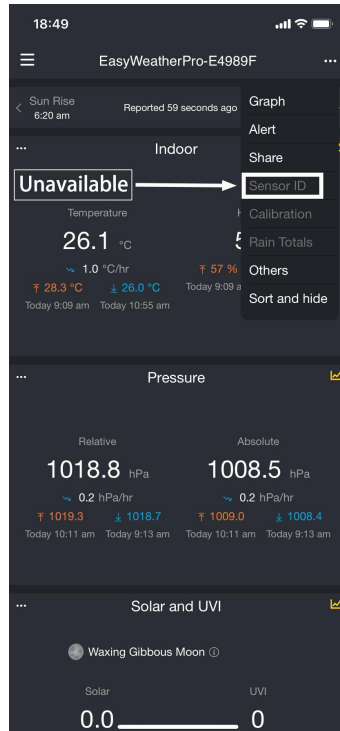 18:49
EasyWeatherPro-E4989F
Sun Rise
6:20 am
Reported 59 seconds ago
Graph
Alert
Share
Sensor ID
Calibration
Rain Totals
Others
Sort and hide
Indoor
Unavailable
Temperature
26.1 °C
1.0 °C/hr
28.3 °C 26.0 °C
57 %
Today 9:09 am Today 10:55 am
Pressure
Relative Absolute
1018.8 hPa 1008.5 hPa
0.2 hPa/hr 0.2 hPa/hr
1019.3 1018.7 1009.0 1008.4
Today 10:11 am Today 9:13 am Today 10:11 am Today 9:13 am
Solar and UVI
Waxing Gibbous Moon
Solar UVI
0.0 0